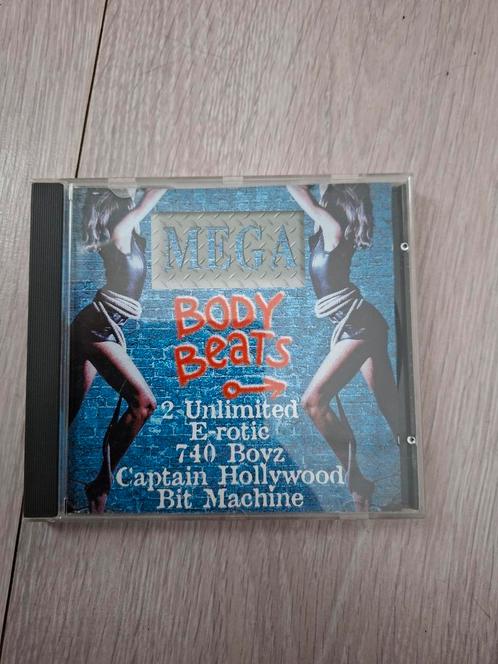 MEGA
BODY
BEATS
2 Unlimited
E-rotic
740 Boyz
Captain Hollywood
Bit Machine